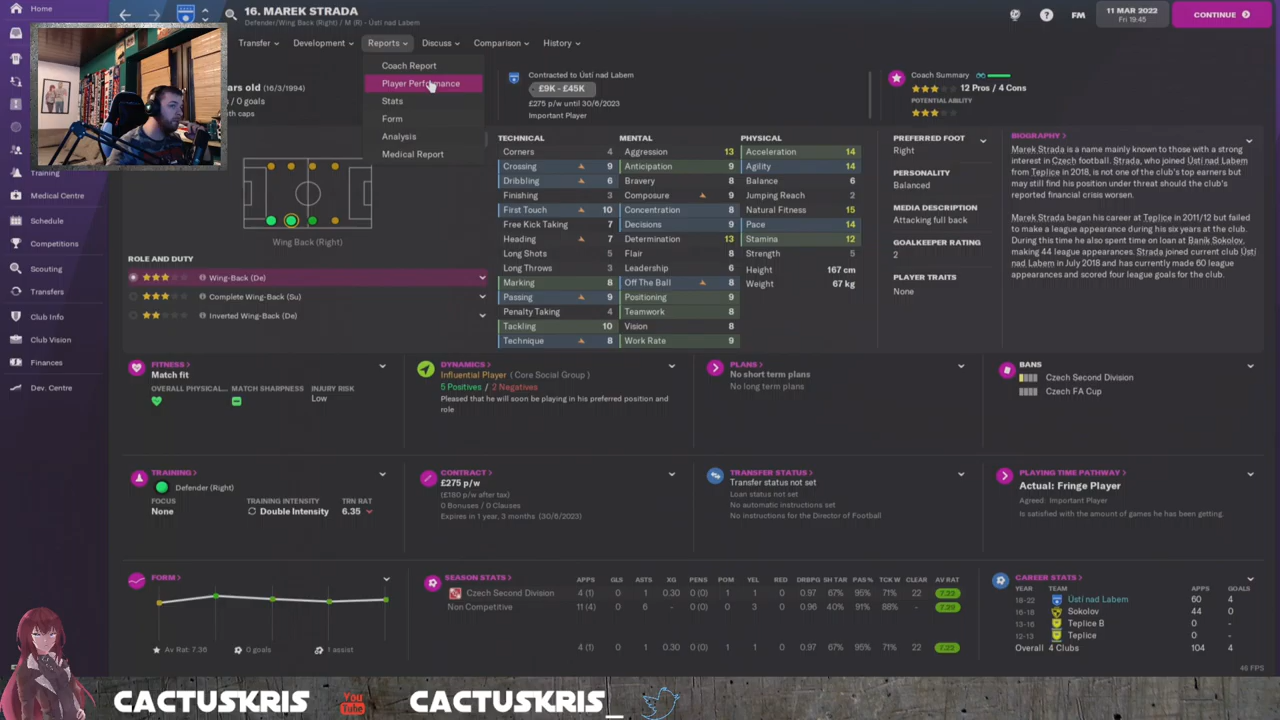 Home
16. MAREK STRADA
Defender/Wing Back (Right) / M (R) - Ústí nad Labem
FM
11 MAR 2022
Fri 19:45
CONTINUE
Transfer
Development
Reports
Discuss
Comparison
History
Coach Report
Player Performance
Stats
Form
Analysis
Medical Report
Training
Medical Centre
Schedule
Competitions
Scouting
Transfers
Club Info
Club Vision
Finances
Dev. Centre
ars old (16/3/1994)
/ 0 goals
with caps
Contracted to Ústí nad Labem
£9K - £45K
£275 p/w until 30/6/2023
Important Player
Coach Summary
12 Pros / 4 Cons
POTENTIAL ABILITY
Wing Back (Right)
ROLE AND DUTY
Wing-Back (De)
Complete Wing-Back (Su)
Inverted Wing-Back (De)
TECHNICAL
Corners 4
Crossing 9
Dribbling 6
Finishing 3
First Touch 10
Free Kick Taking 7
Heading 7
Long Shots 5
Long Throws 3
Marking 8
Passing 9
Penalty Taking 4
Tackling 10
Technique 8
MENTAL
Aggression 13
Anticipation 9
Bravery 8
Composure 9
Concentration 8
Decisions 9
Determination 13
Flair 8
Leadership 6
Off The Ball 8
Positioning 9
Teamwork 8
Vision 8
Work Rate 9
PHYSICAL
Acceleration 14
Agility 14
Balance 6
Jumping Reach 2
Natural Fitness 15
Pace 14
Stamina 12
Strength 5
Height 167 cm
Weight 67 kg
PREFERRED FOOT
Right
PERSONALITY
Balanced
MEDIA DESCRIPTION
Attacking full back
GOALKEEPER RATING
2
PLAYER TRAITS
None
BIOGRAPHY
Marek Strada is a name mainly known to those with a strong
interest in Czech football. Strada, who joined Ústí nad Labem
from Teplice in 2018, is not one of the club's top earners but
may still find his position under threat should the club's
reported financial crisis worsen.
Marek Strada began his career at Teplice in 2011/12 but failed
to make a league appearance during his six years at the club.
During this time he also spent time on loan at Baník Sokolov,
making 44 league appearances. Strada joined current club Ústí
nad Labem in July 2018 and has currently made 60 league
appearances and scored four league goals for the club.
FITNESS
Match fit
OVERALL PHYSICAL... MATCH SHARPNESS INJURY RISK
Low
DYNAMICS
Influential Player ( Core Social Group )
5 Positives / 2 Negatives
Pleased that he will soon be playing in his preferred position and
role
PLANS
No short term plans
No long term plans
BANS
Czech Second Division
Czech FA Cup
TRAINING
Defender (Right)
FOCUS TRAINING INTENSITY TRN RAT
None Double Intensity 6.35
CONTRACT
£275 p/w
(£180 p/w after tax)
0 Bonuses / 0 Clauses
Expires in 1 year, 3 months (30/6/2023)
TRANSFER STATUS
Transfer status not set
Loan status not set
No automatic instructions set
No instructions for the Director of Football
PLAYING TIME PATHWAY
Actual: Fringe Player
Agreed: Important Player
Is satisfied with the amount of games he has been getting.
FORM
Av Rat: 7.36 0 goals 1 assist
SEASON STATS APPS GLS ASTS XG PENS POM YEL RED DRBPG SH TAR PAS % TCK W CLEAR AV RAT
Czech Second Division 4 (1) 0 1 0.30 0 (0) 1 1 0 0.97 67% 95% 71% 22 7.22
Non Competitive 11 (4) 0 6 - 0 (0) 0 3 0 0.96 40% 91% 88% - 7.29
4 (1) 0 1 0.30 0 (0) 1 1 0 0.97 67% 95% 71% 22 7.22
CAREER STATS
YEAR TEAM APPS GOALS
18-22 Ústí nad Labem 60 4
16-18 Sokolov 44 0
13-16 Teplice B 0 -
12-13 Teplice 0 -
Overall 4 Clubs 104 4
46 FPS
CACTUSKRIS
You Tube
CACTUSKRIS_